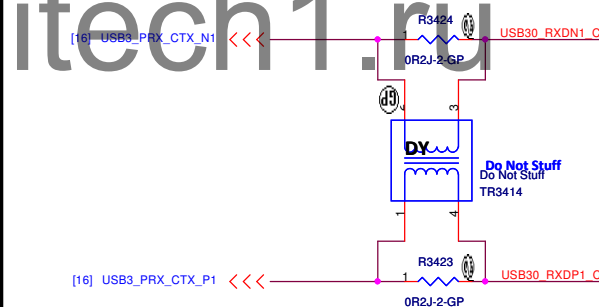 itech1.ru
R3424
[16] USB3_PRX_CTX_N1
1
USB30_RXDN1_C
0R2J-2-GP
GP
2
3
DY
Do Not Stuff
Do Not Stuff
TR3414
1
4
R3423
[16] USB3_PRX_CTX_P1
1
USB30_RXDP1_C
0R2J-2-GP